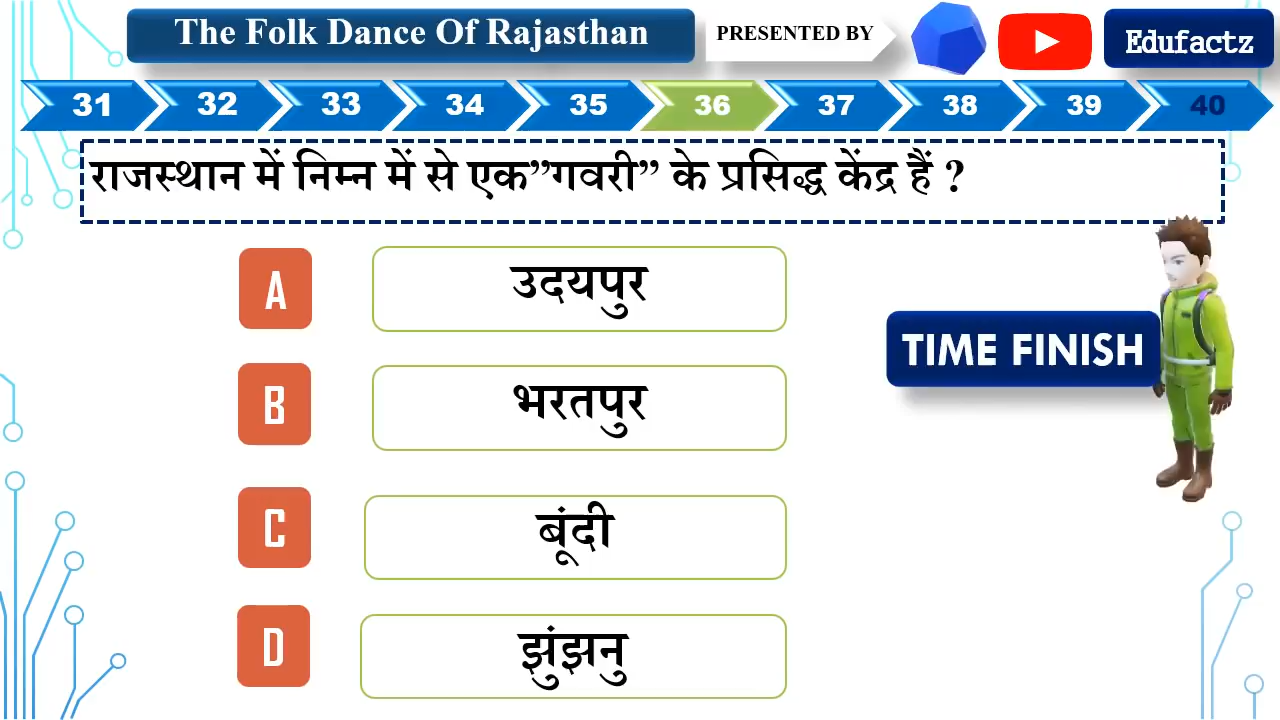 The Folk Dance Of Rajasthan
PRESENTED BY
Edufactz
31 32 33 34 35 36 37 38 39 40
राजस्थान में निम्न में से एक”गवरी” के प्रसिद्ध केंद्र हैं ?
A उदयपुर
TIME FINISH
B भरतपुर
C बूंदी
D झुंझनु